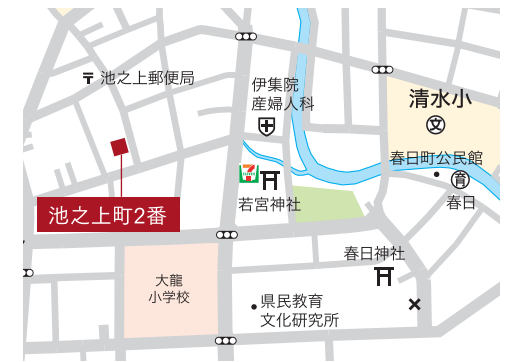 池之上郵便局
伊集院
産婦人科
清水小
文
春日町公民館
育
春日
若宮神社
池之上町2番
春日神社
大龍
小学校
県民教育
文化研究所